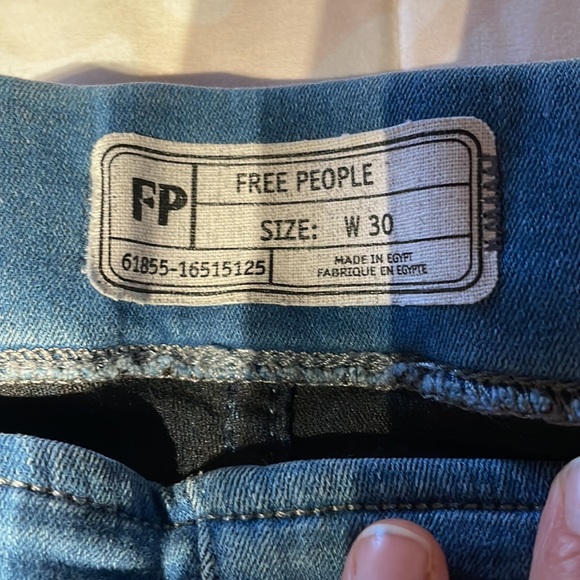 FP
FREE PEOPLE
SIZE: W 30
61855-16515125
MADE IN EGYPT
FABRIQUE EN EGYPTE